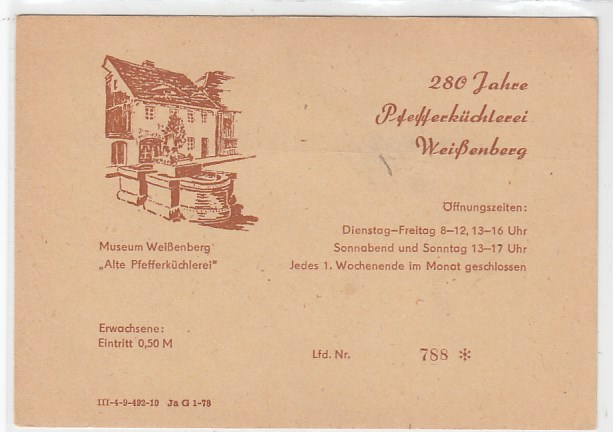 280 Jahre
Pfefferküchlerei
Weißenberg
Öffnungszeiten:
Dienstag–Freitag 8–12, 13–16 Uhr
Sonnabend und Sonntag 13–17 Uhr
Jedes 1. Wochenende im Monat geschlossen
Museum Weißenberg
„Alte Pfefferküchlerei"
Erwachsene:
Eintritt 0,50 M
Lfd. Nr. 788 *
III-4-9-492-10 Ja G 1-78